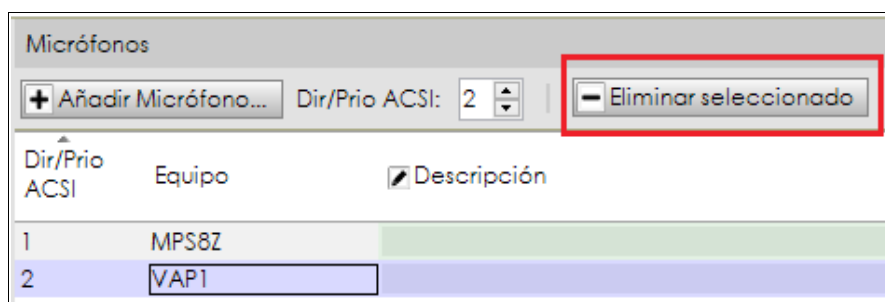 Micrófonos
Añadir Micrófono... Dir/Prio ACSI: 2 Eliminar seleccionado
Dir/Prio ACSI Equipo Descripción
1 MPS8Z
2 VAP1